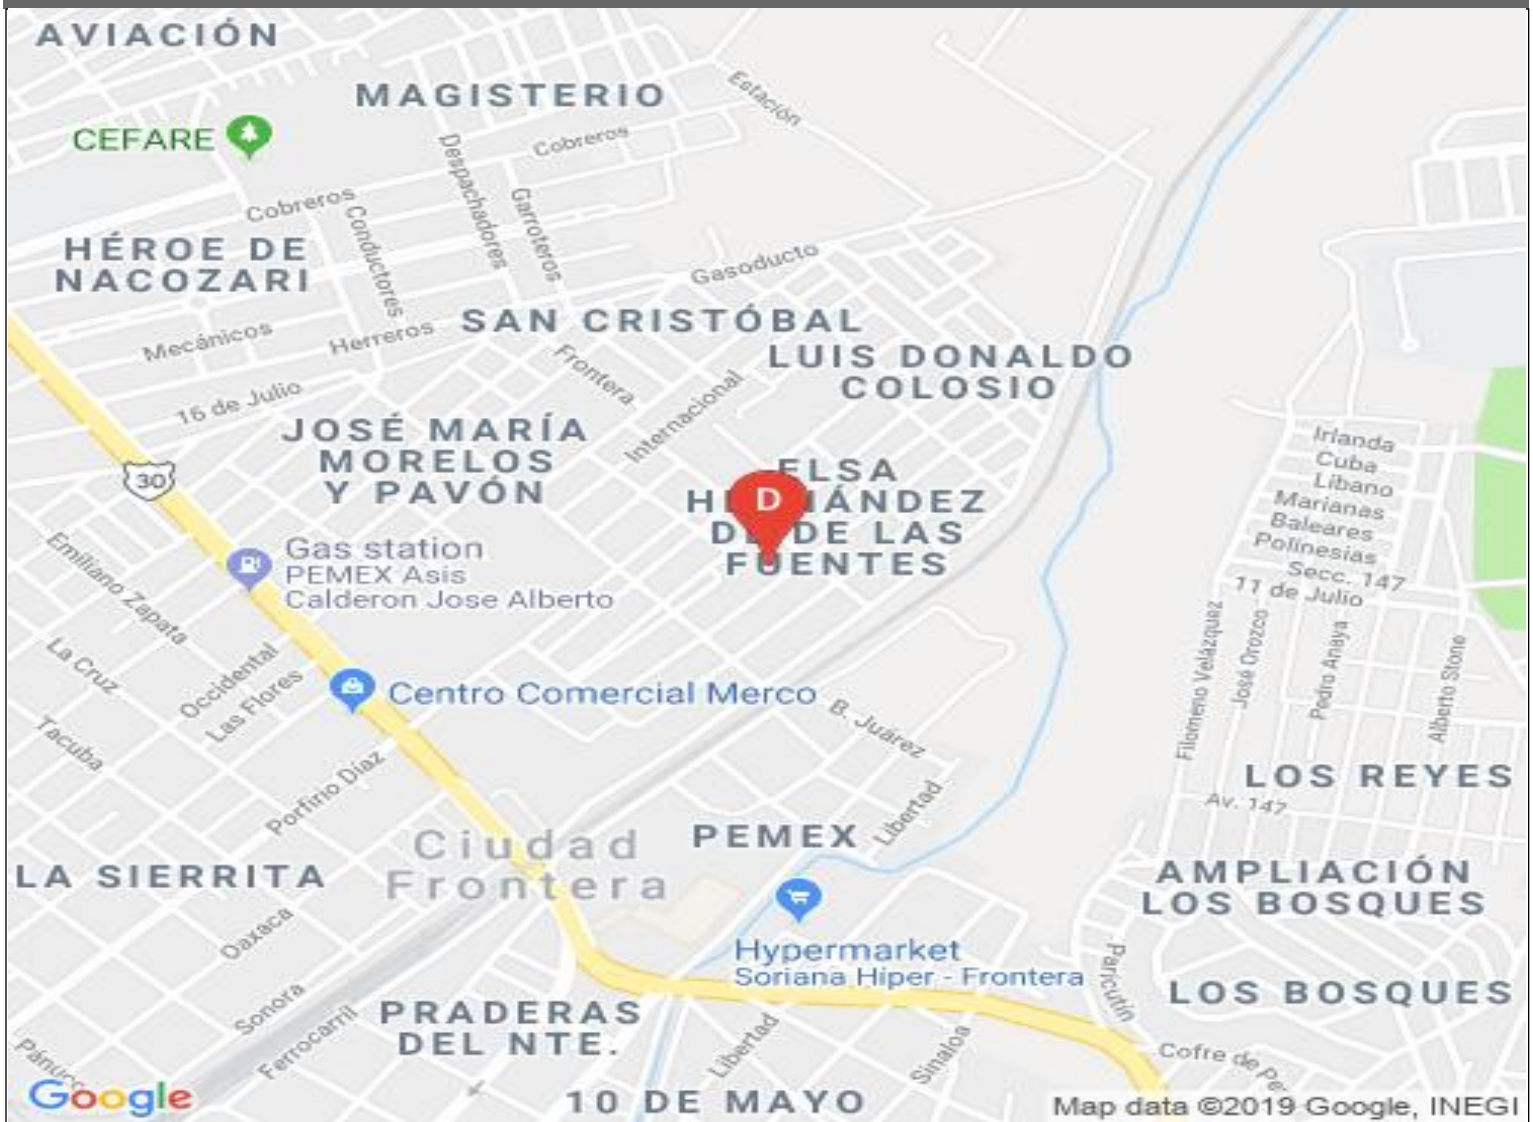 AVIACIÓN
MAGISTERIO
Estación
CEFARE
Cobreros
Despachadores
Garroteros
Cobreros
Conductores
HÉROE DE
NACOZARI
Gasoducto
SAN CRISTÓBAL
Mecánicos
Herreros
Frontera
LUIS DONALDO
COLOSIO
16 de Julio
Internacional
JOSÉ MARÍA
MORELOS
Y PAVÓN
30
D
ELSA
DE LAS
FUENTES
Irlanda
Cuba
Líbano
Marianas
Baleares
Polinesias
Secc. 147
11 de Julio
Gas station
PEMEX Asis
Calderon Jose Alberto
Emiliano Zapata
La Cruz
Occidental
Las Flores
Tacuba
Centro Comercial Merco
B. Juárez
Filomeno Velázquez
José Orozco
Pedro Anaya
Alberto Stone
LOS REYES
Av. 147
Porfirio Díaz
Libertad
Ciudad
Frontera
PEMEX
LA SIERRITA
AMPLIACIÓN
LOS BOSQUES
Oaxaca
Hypermarket
Soriana Híper - Frontera
Paricutín
LOS BOSQUES
Sonora
Ferrocarril
PRADERAS
DEL NTE.
Libertad
Sinaloa
Cofre de Pe
Pánuco
Google
10 DE MAYO
Map data ©2019 Google, INEGI